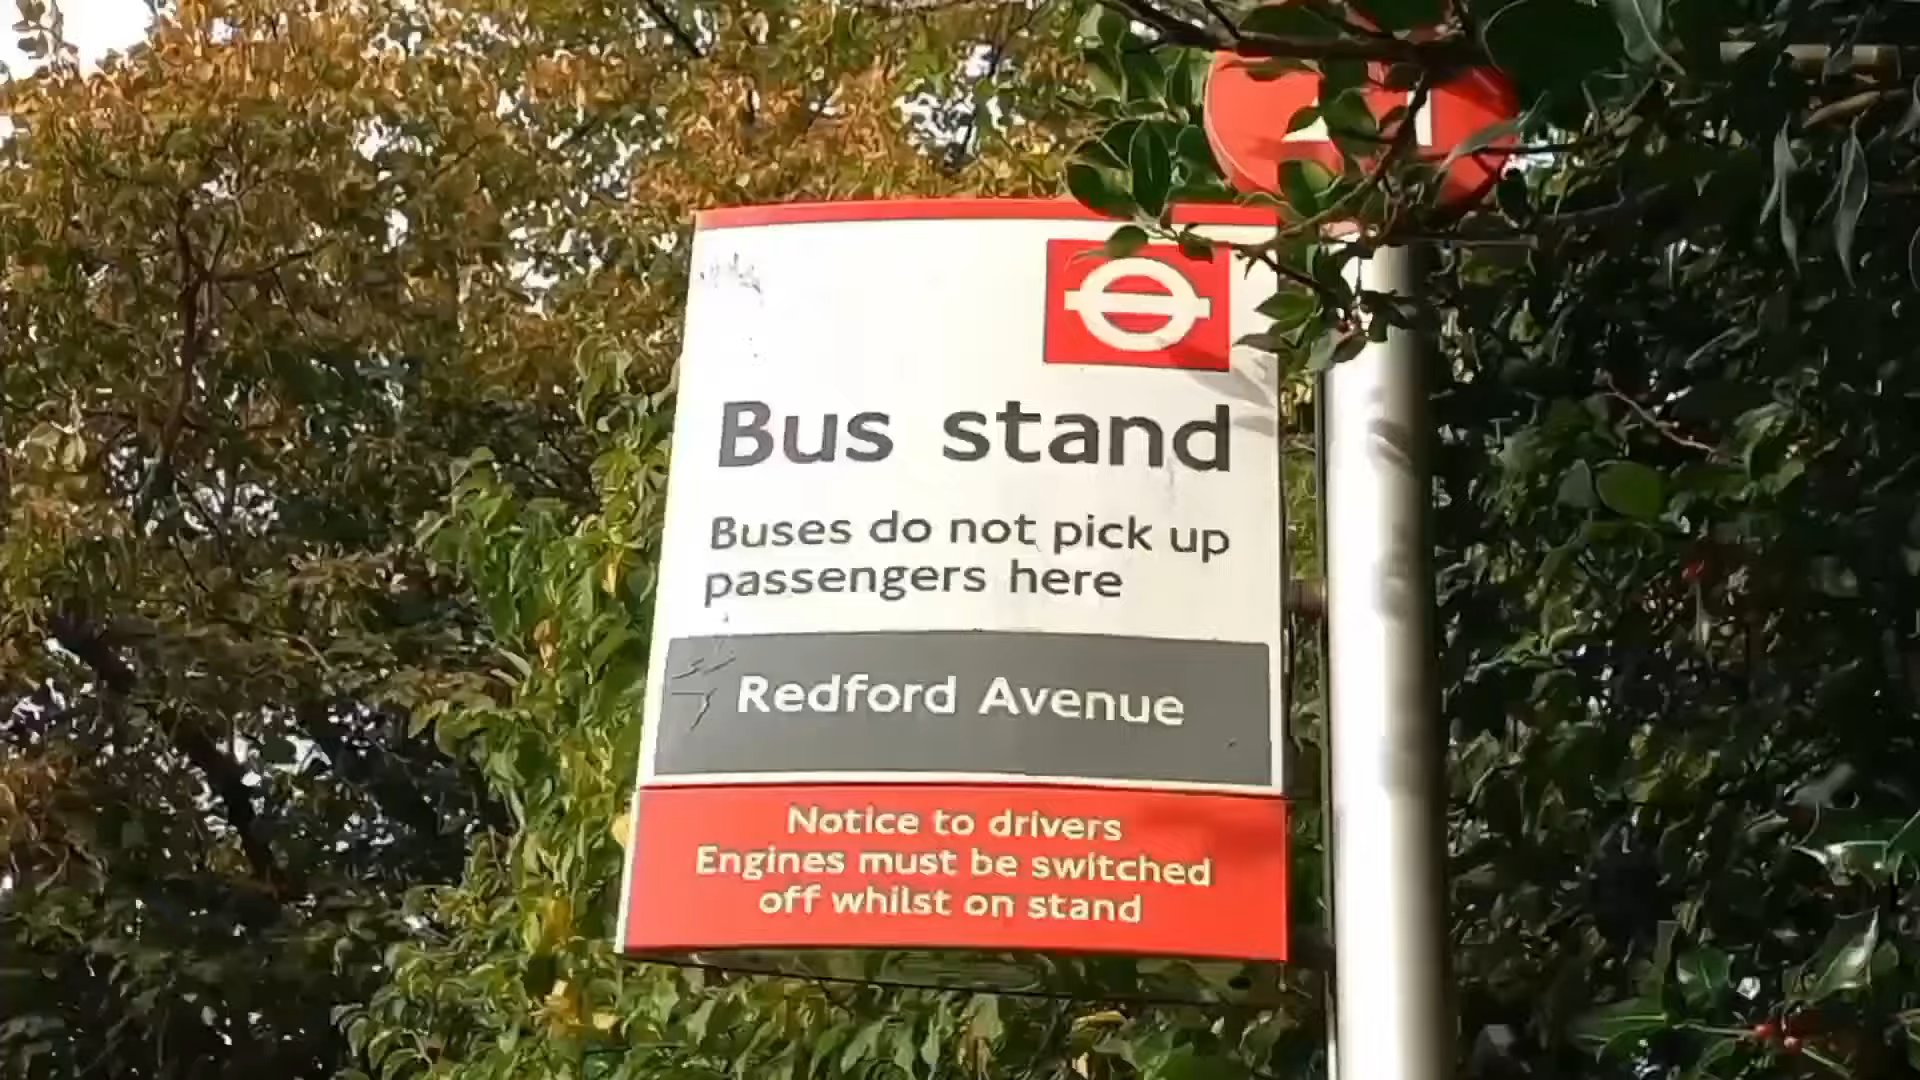 Bus stand
Buses do not pick up
passengers here
Redford Avenue
Notice to drivers
Engines must be switched
off whilst on stand